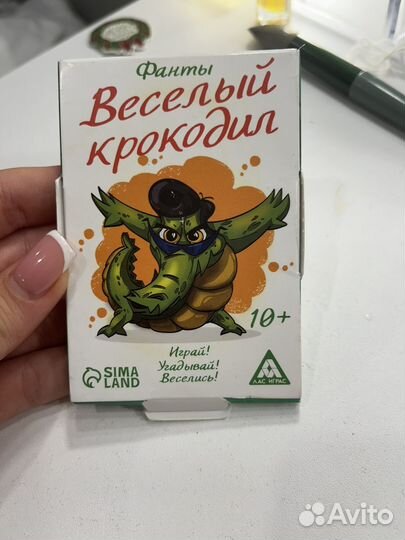 Фанты
Веселый
крокодил
10+
Играй!
Угадывай!
Веселись!
SIMA
LAND
ЛАС ИГРАС
Avito